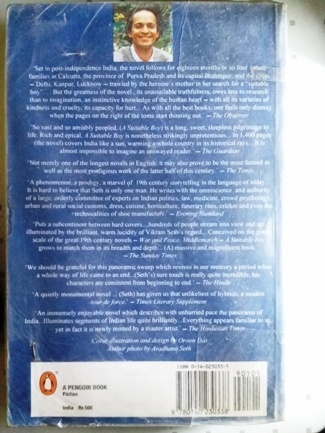 'Set in post-independence India, the novel follows for eighteen months or so four
families in Calcutta, the province of Purva Pradesh and its capital Brahmpur, and the cities
– Delhi, Kanpur, Lucknow – trawled by the heroine's mother in her search for a "suitable
boy" ... But the greatness of the novel, its unassailable truthfulness, owes less to research
than to imagination, an instinctive knowledge of the human heart – with all its varieties of
kindness and cruelty, its capacity for hurt... As with all the best books, one feels only dismay
when the pages on the right of the tome start thinning out.' – The Observer
'So vast and so amiably peopled, (A Suitable Boy) is a long, sweet, sleepless pilgrimage to
life. Rich and epical, A Suitable Boy is nonetheless strikingly unpretentious... In 1,400 pages
(the novel covers India like a sun, warming a whole country in its historical rays... It is
almost impossible to imagine an unswayed reader.' – The Guardian
'Not merely one of the longest novels in English: it may also prove to be the most fecund as
well as the most prodigious work of the latter half of this century.' – The Times
'A phenomenon, a prodigy, a marvel of 19th century storytelling in the language of today.
It is hard to believe that Seth is only one man. He writes with the omniscience and authority
of a large, orderly committee of experts on Indian politics, law, medicine, crowd psychology,
urban and rural social customs, dress, cuisine, horticulture, funerary rites, cricket and even the
technicalities of shoe manufacture.' – Evening Standard
'Puts a subcontinent between hard covers...hundreds of people stream into view and are
illuminated by the brilliant, warm lucidity of Vikram Seth's regard... Conceived on the grand
scale of the great 19th century novels – War and Peace, Middlemarch – A Suitable Boy
grows to match them in its breadth and depth... (A) massive and magnificent book.
– The Sunday Times
'We should be grateful for this panoramic sweep which revives in our memory a period when
a whole way of life came to an end...(Seth's) sure touch is really quite incredible, his
characters are consistent from beginning to end.' – The Hindu
'A quietly monumental novel ... (Seth) has given us that unlikeliest of hybrids, a modest
tour de force.' – Times Literary Supplement
'An immensely enjoyable novel which describes with unhurried pace the panorama of
India. Illuminates segments of Indian life quite brilliantly...Everything appears familiar to us,
yet in fact it is newly minted by a master artist.' – The Hindustan Times
Cover illustration and design by Oroon Das
Author photo by Aradhana Seth
A PENGUIN BOOK
Fiction
India Rs 500
ISBN 0-14-023033-3
90101
9 780140 230338